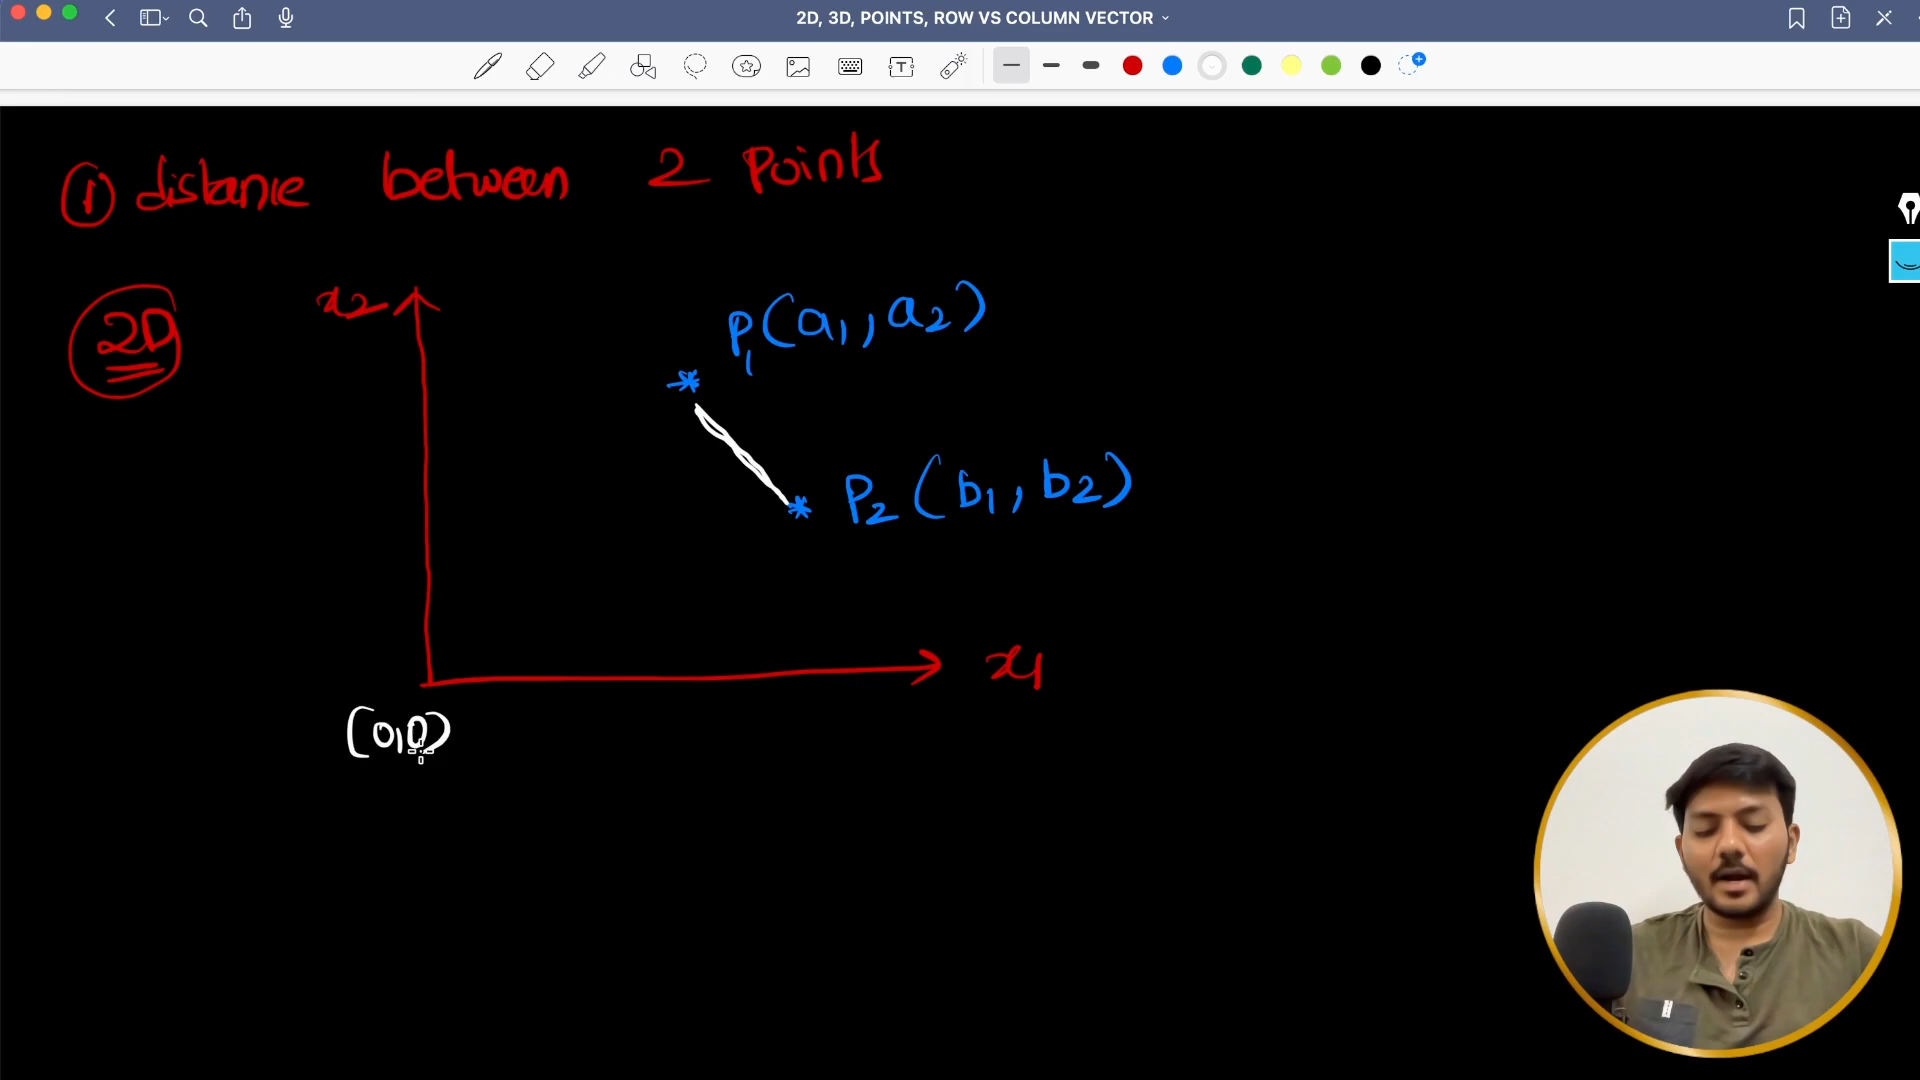 2D, 3D, POINTS, ROW VS COLUMN VECTOR
① distance between 2 points
2D
x2
P1(a1, a2)
P2 (b1, b2)
x1
(0,0)